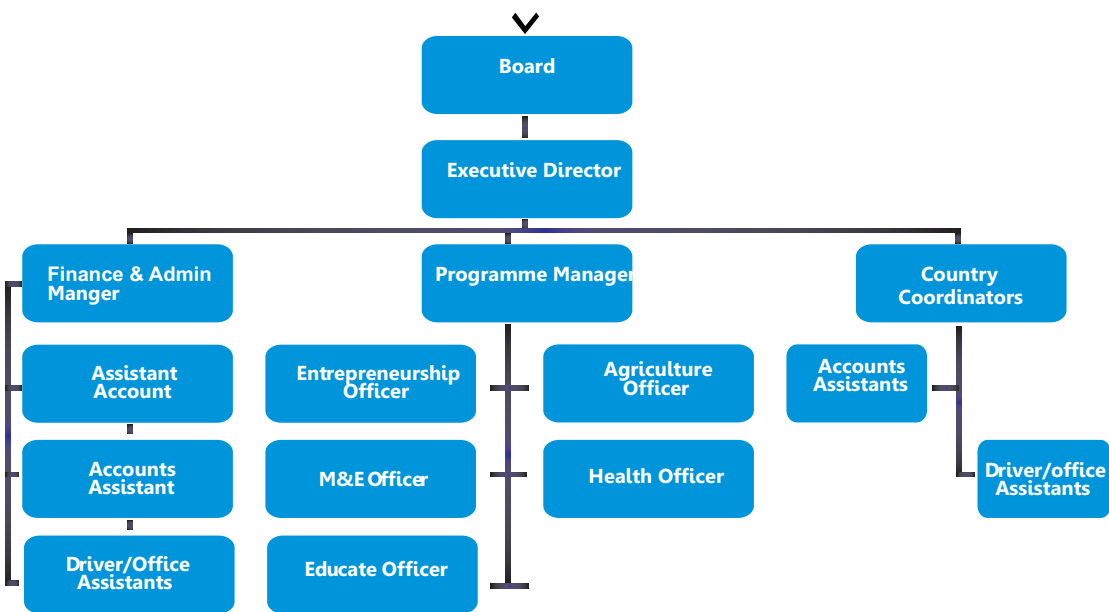 Board
Executive Director
Finance & Admin
Manger
Programme Manager
Country
Coordinators
Assistant
Account
Entrepreneurship
Officer
Agriculture
Officer
Accounts
Assistants
Accounts
Assistant
M&E Officer
Health Officer
Driver/office
Assistants
Driver/Office
Assistants
Educate Officer